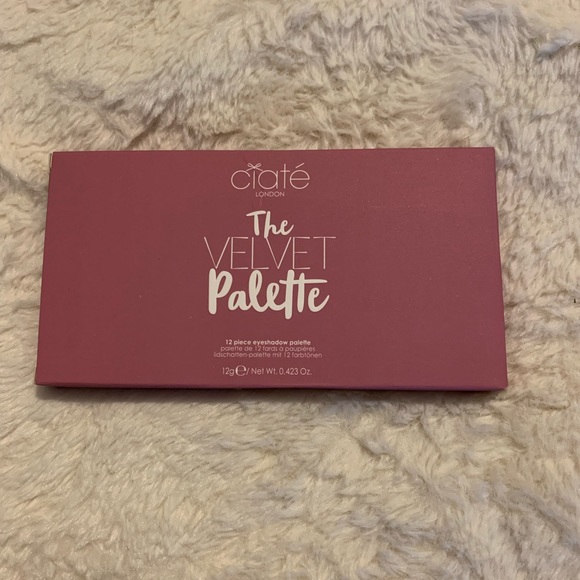 ciaté
LONDON
The
VELVET
Palette
12 piece eyeshadow palette
palette de 12 fards à paupières
lidschatten-palette mit 12 farbtönen
12g ℮/ Net Wt. 0.423 Oz.